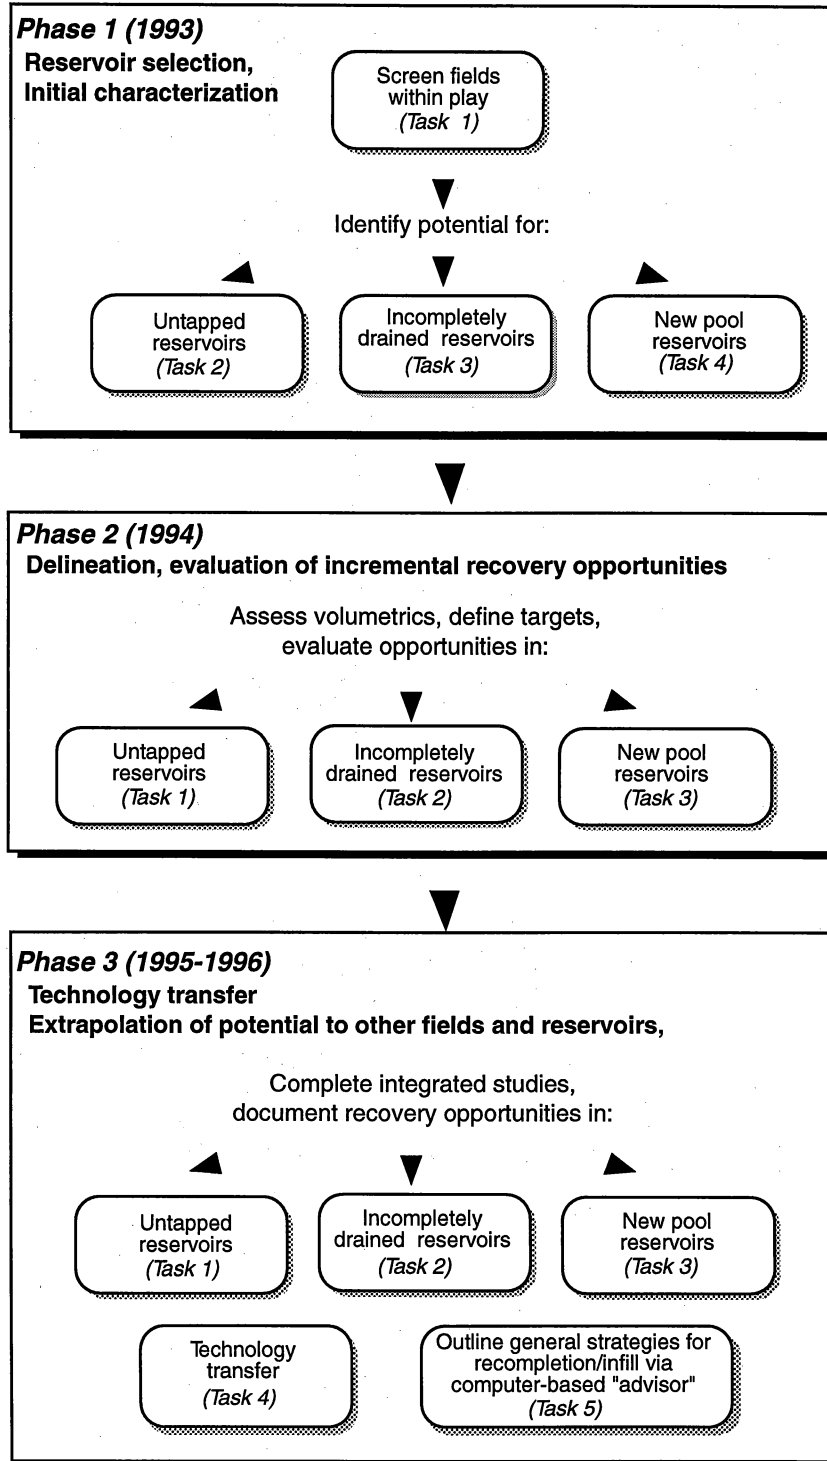 Phase 1 (1993)
Reservoir selection,
Initial characterization
Screen fields
within play
(Task 1)
Identify potential for:
Untapped
reservoirs
(Task 2)
Incompletely
drained reservoirs
(Task 3)
New pool
reservoirs
(Task 4)
Phase 2 (1994)
Delineation, evaluation of incremental recovery opportunities
Assess volumetrics, define targets,
evaluate opportunities in:
Untapped
reservoirs
(Task 1)
Incompletely
drained reservoirs
(Task 2)
New pool
reservoirs
(Task 3)
Phase 3 (1995-1996)
Technology transfer
Extrapolation of potential to other fields and reservoirs,
Complete integrated studies,
document recovery opportunities in:
Untapped
reservoirs
(Task 1)
Incompletely
drained reservoirs
(Task 2)
New pool
reservoirs
(Task 3)
Technology
transfer
(Task 4)
Outline general strategies for
recompletion/infill via
computer-based "advisor"
(Task 5)